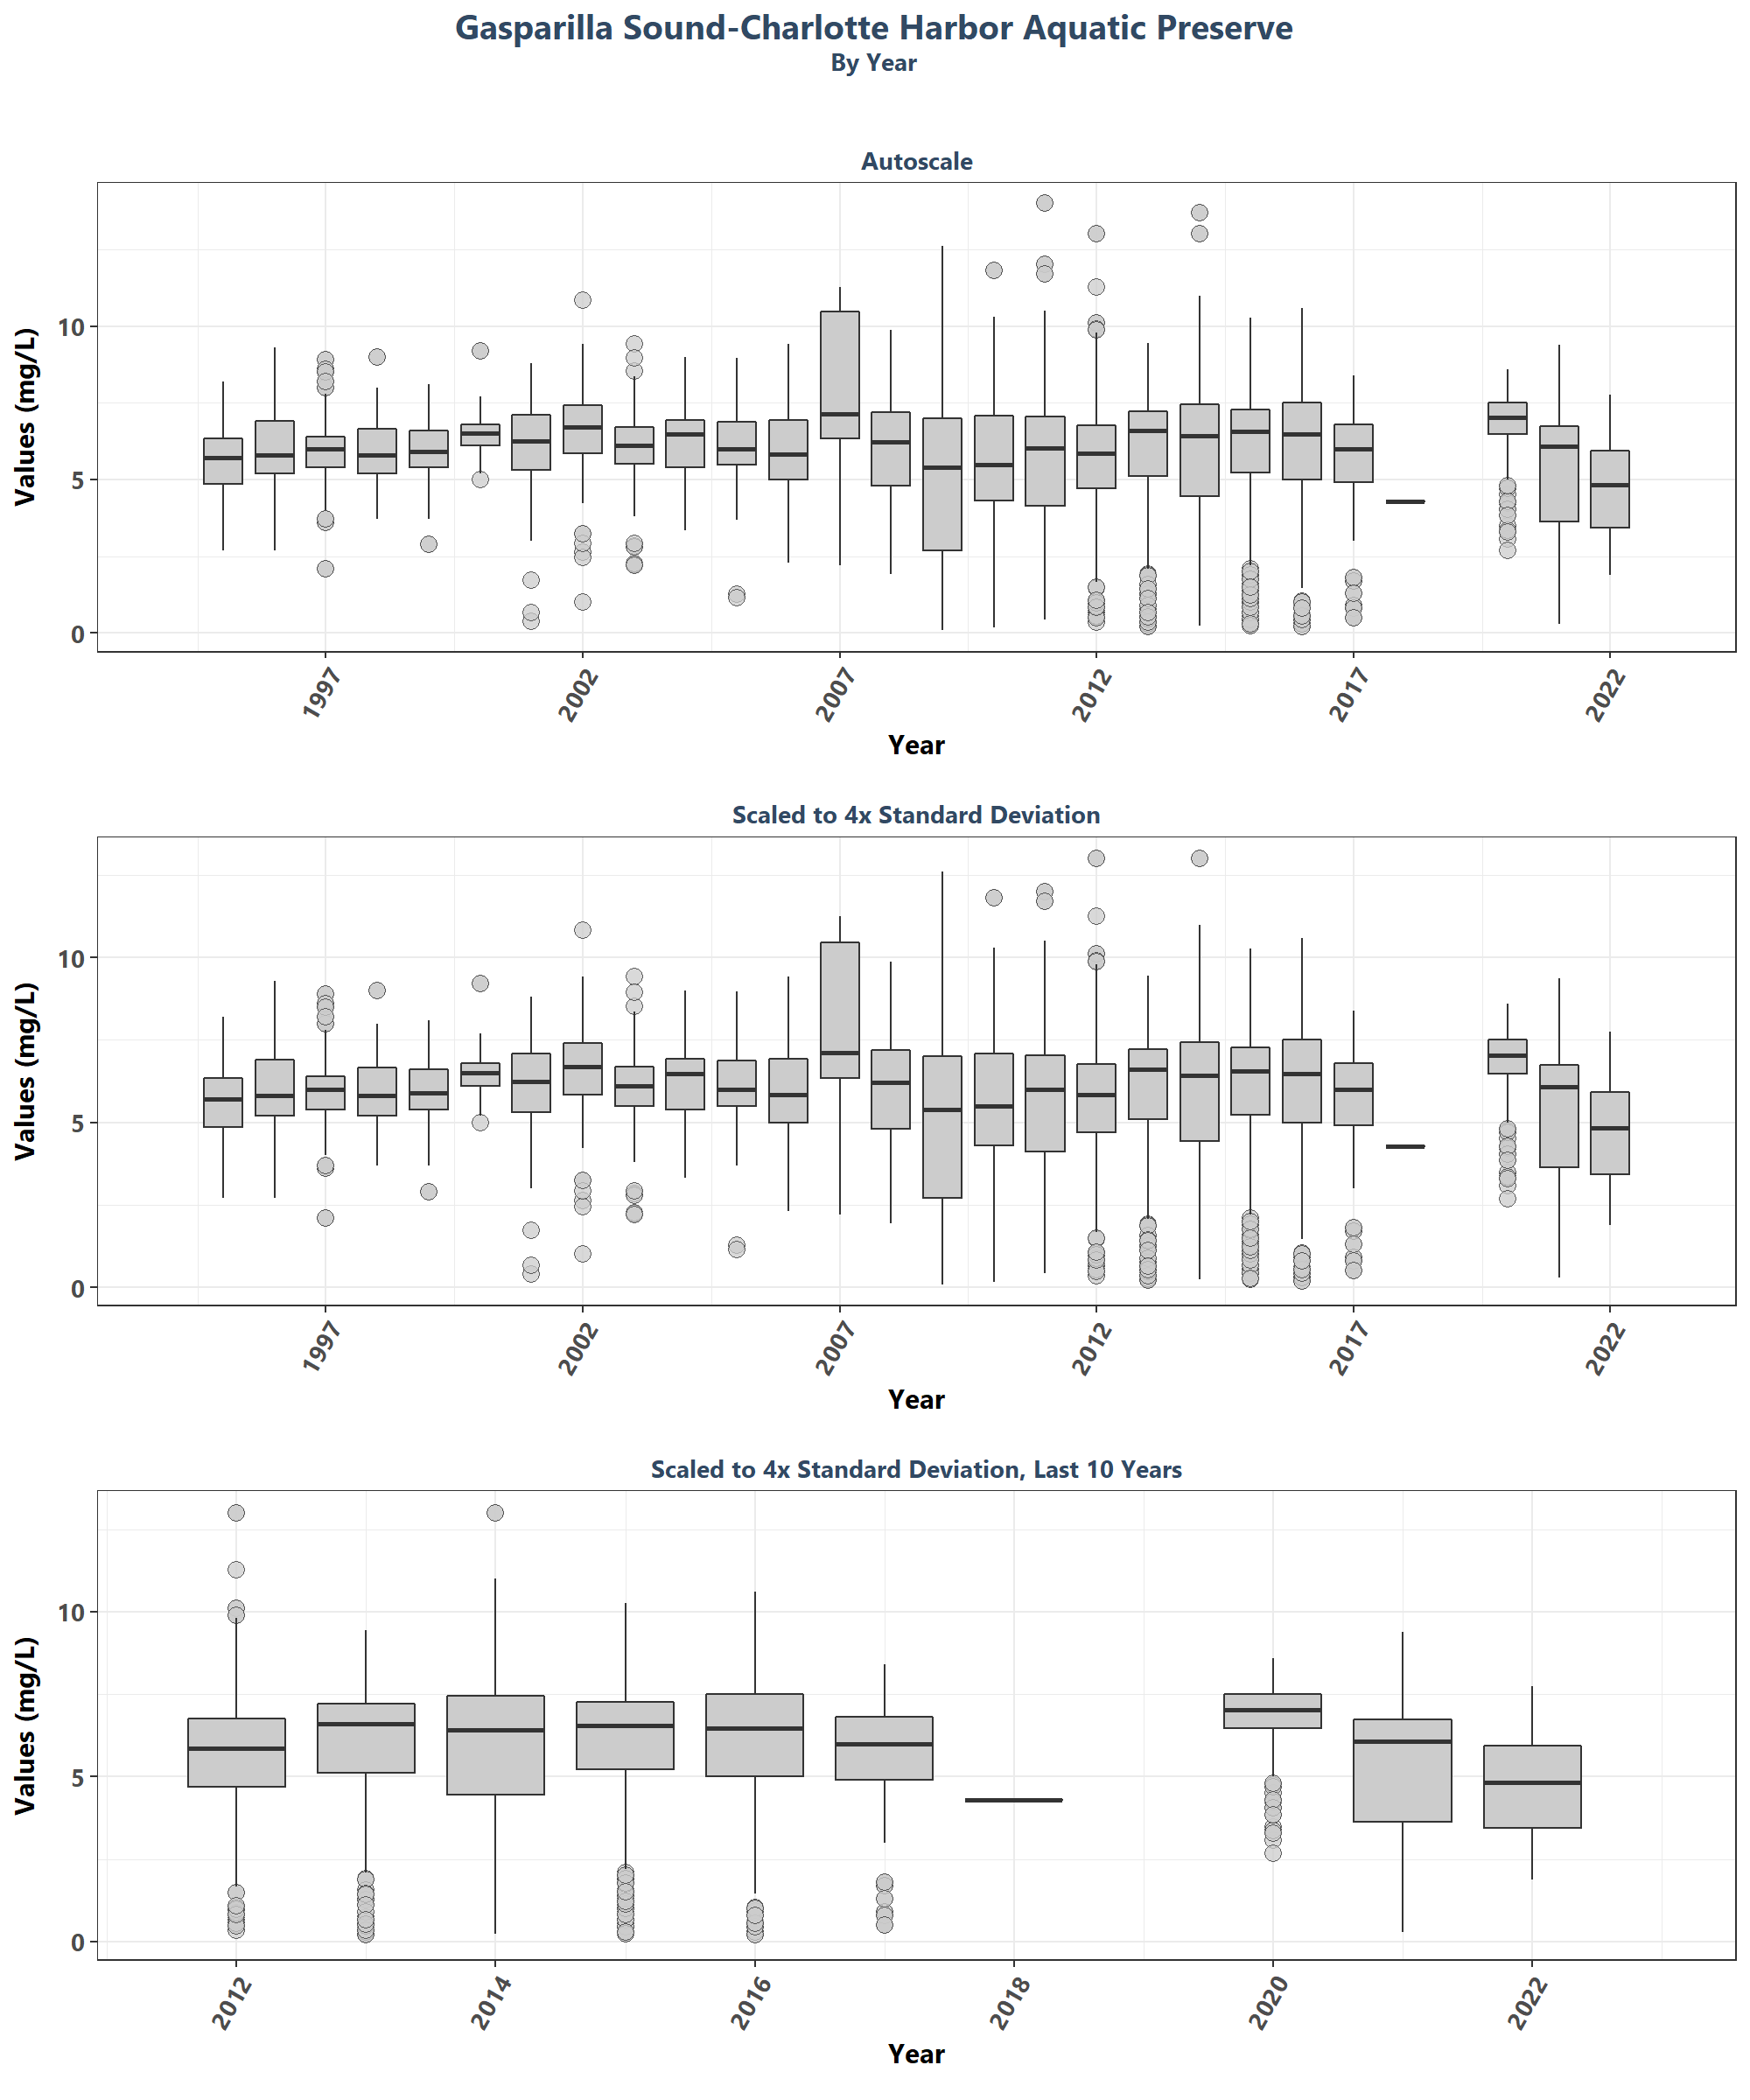 Gasparilla Sound-Charlotte Harbor Aquatic Preserve
By Year
Autoscale
Values (mg/L)
10
5
0
1997 2002 2007 2012 2017 2022
Year
Scaled to 4x Standard Deviation
Values (mg/L)
10
5
0
1997 2002 2007 2012 2017 2022
Year
Scaled to 4x Standard Deviation, Last 10 Years
Values (mg/L)
10
5
0
2012 2014 2016 2018 2020 2022
Year